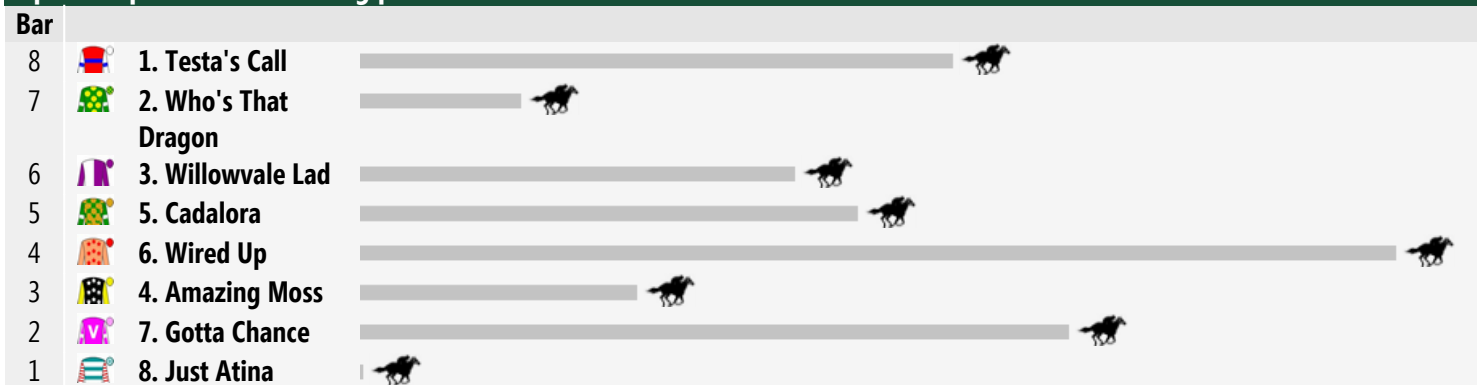 Bar
8 1. Testa's Call
7 2. Who's That
Dragon
6 3. Willowvale Lad
5 5. Cadalora
4 6. Wired Up
3 4. Amazing Moss
2 V 7. Gotta Chance
1 8. Just Atina